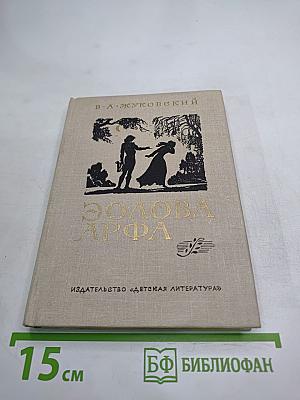 В·А·ЖУКОВСКИЙ
ЭОЛОВА
АРФА
ИЗДАТЕЛЬСТВО «ДЕТСКАЯ ЛИТЕРАТУРА»
15 СМ
БФ БИБЛИОФАН